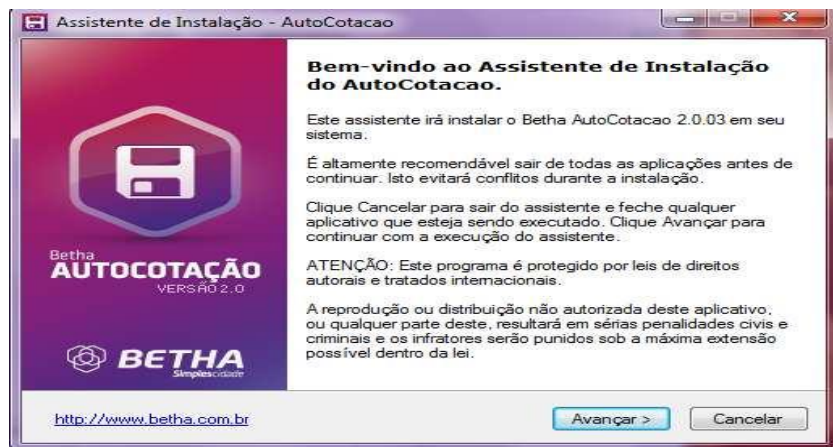 Assistente de Instalação - AutoCotacao
Bem-vindo ao Assistente de Instalação
do AutoCotacao.
Este assistente irá instalar o Betha AutoCotacao 2.0.03 em seu
sistema.
É altamente recomendável sair de todas as aplicações antes de
continuar. Isto evitará conflitos durante a instalação.
Clique Cancelar para sair do assistente e feche qualquer
aplicativo que esteja sendo executado. Clique Avançar para
continuar com a execução do assistente.
ATENÇÃO: Este programa é protegido por leis de direitos
autorais e tratados internacionais.
A reprodução ou distribuição não autorizada deste aplicativo,
ou qualquer parte deste, resultará em sérias penalidades civis e
criminais e os infratores serão punidos sob a máxima extensão
possível dentro da lei.
Betha
AUTOCOTAÇÃO
VERSÃO 2.0
BETHA
Simplescidade
http://www.betha.com.br
Avançar >
Cancelar